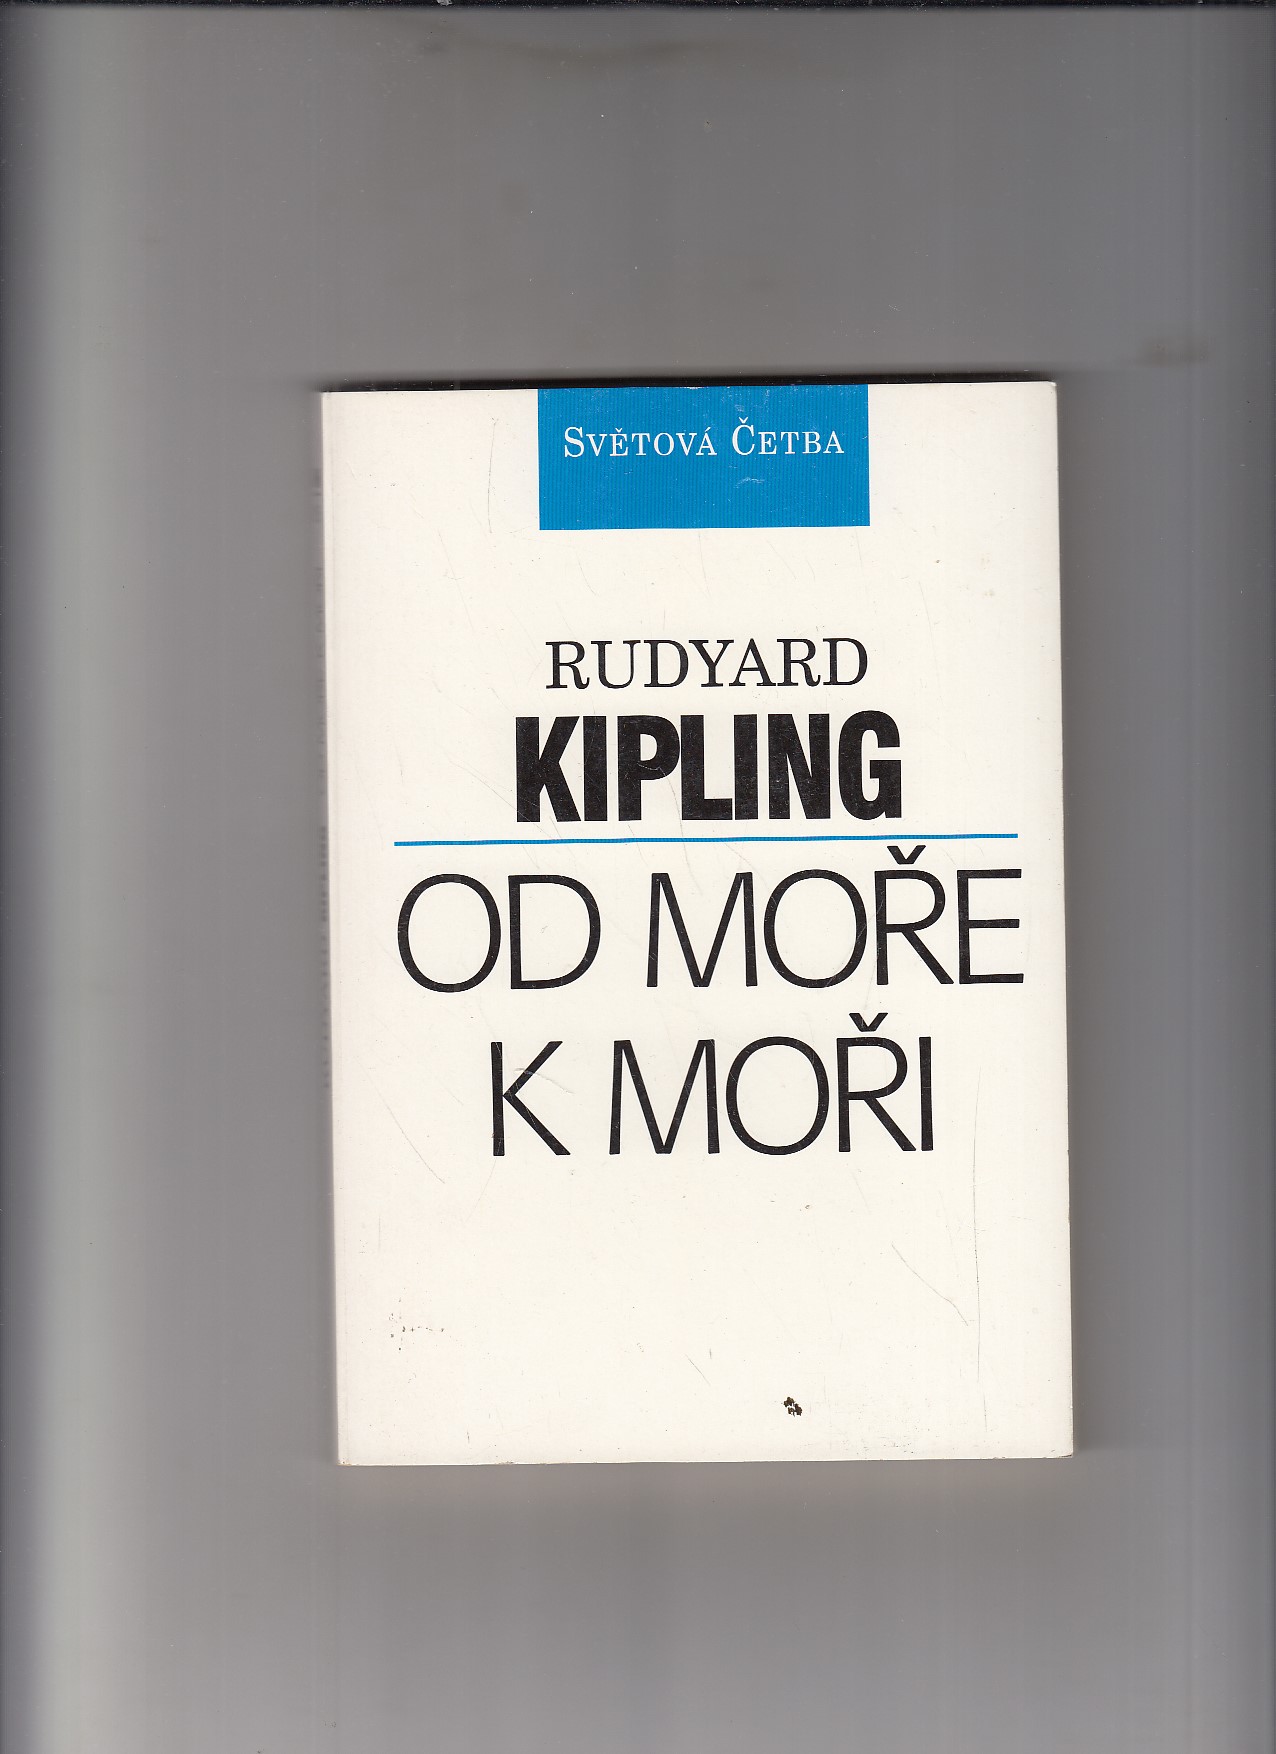 SVĚTOVÁ ČETBA
RUDYARD
KIPLING
OD MOŘE
K MOŘI